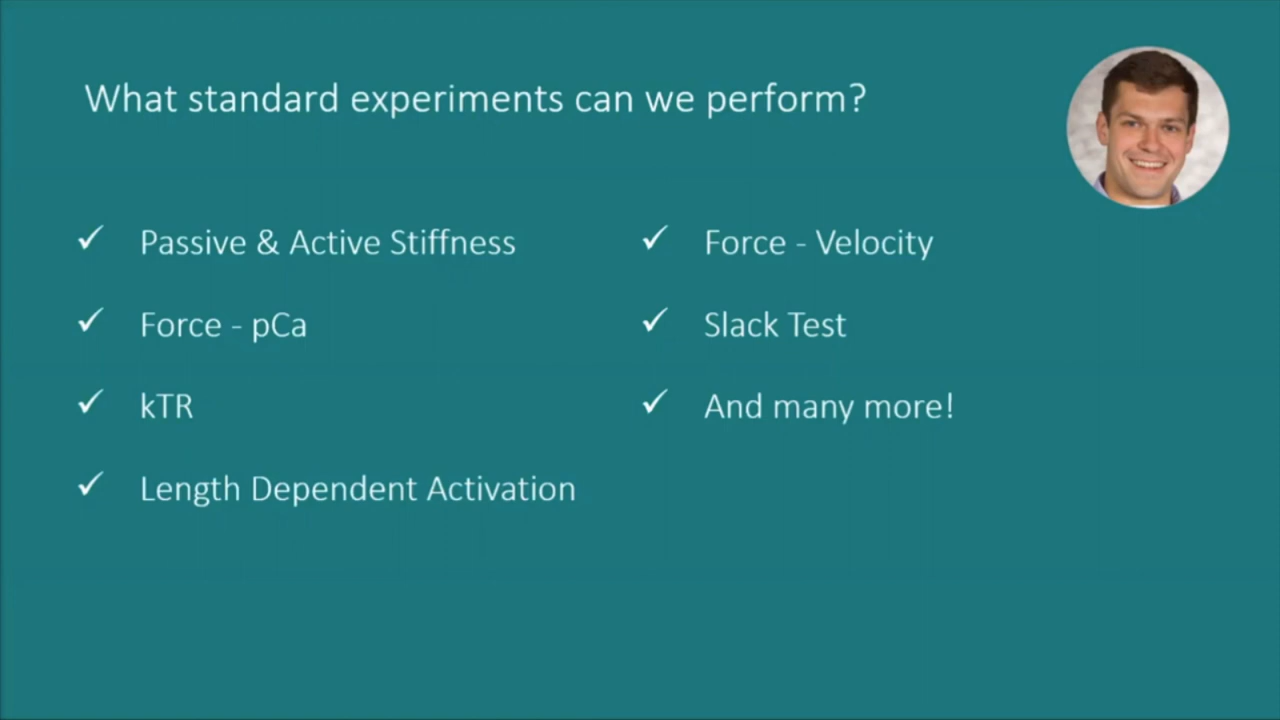 What standard experiments can we perform?
Passive & Active Stiffness
Force - pCa
kTR
Length Dependent Activation
Force - Velocity
Slack Test
And many more!